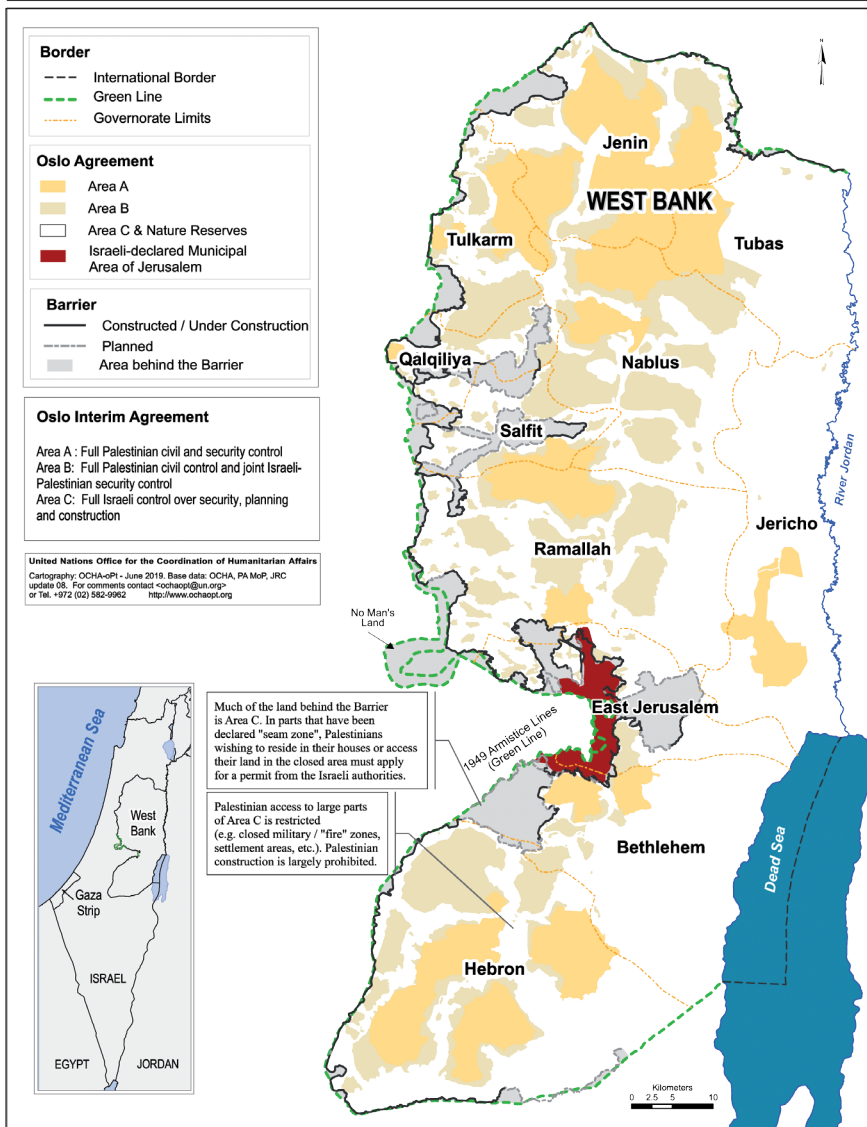 Border
International Border
Green Line
Governorate Limits
Oslo Agreement
Area A
Area B
Area C & Nature Reserves
Israeli-declared Municipal
Area of Jerusalem
Barrier
Constructed / Under Construction
Planned
Area behind the Barrier
Oslo Interim Agreement
Area A : Full Palestinian civil and security control
Area B: Full Palestinian civil control and joint Israeli-
Palestinian security control
Area C: Full Israeli control over security, planning
and construction
United Nations Office for the Coordination of Humanitarian Affairs
Cartography: OCHA-oPt - June 2019. Base data: OCHA, PA MoP, JRC
update 08. For comments contact <ochaopt@un.org>
or Tel. +972 (02) 582-9962 http://www.ochaopt.org
N
Jenin
WEST BANK
Tulkarm
Tubas
Qalqiliya
Nablus
Salfit
River Jordan
Jericho
Ramallah
No Man's
Land
East Jerusalem
1949 Armistice Lines
(Green Line)
Much of the land behind the Barrier
is Area C. In parts that have been
declared "seam zone", Palestinians
wishing to reside in their houses or access
their land in the closed area must apply
for a permit from the Israeli authorities.
Palestinian access to large parts
of Area C is restricted
(e.g. closed military / "fire" zones,
settlement areas, etc.). Palestinian
construction is largely prohibited.
Bethlehem
Dead Sea
Hebron
Mediterranean Sea
West
Bank
Gaza
Strip
ISRAEL
EGYPT
JORDAN
Kilometers
0 2.5 5 10